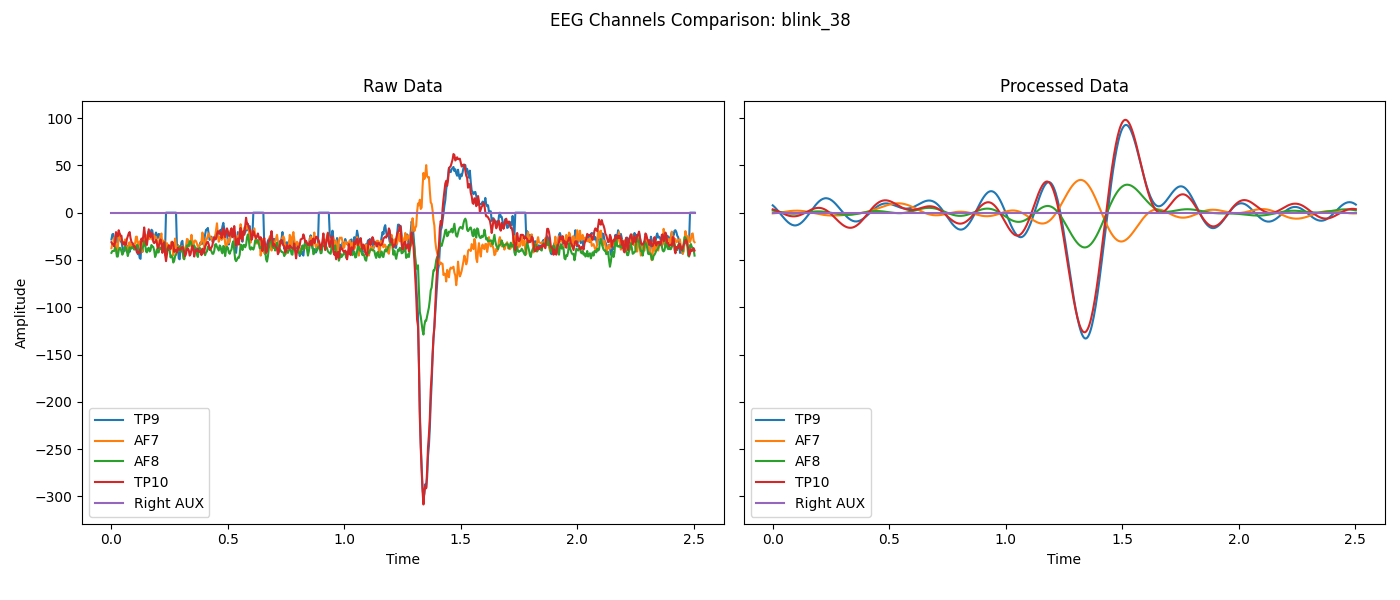 EEG Channels Comparison: blink_38
Raw Data
Processed Data
100
50
0
−50
−100
−150
−200
−250
−300
Amplitude
TP9
AF7
AF8
TP10
Right AUX
TP9
AF7
AF8
TP10
Right AUX
0.0 0.5 1.0 1.5 2.0 2.5
0.0 0.5 1.0 1.5 2.0 2.5
Time
Time